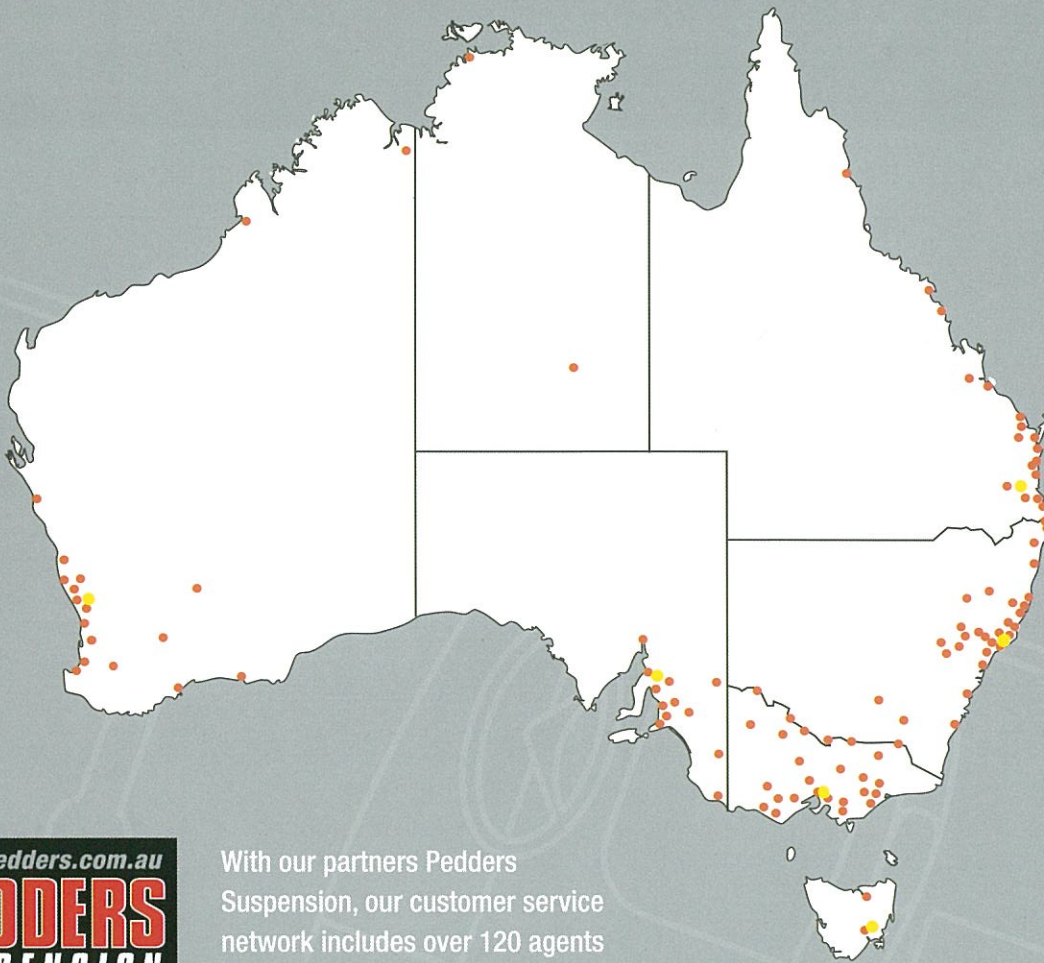 edders.com.au
DDERS
With our partners Pedders
Suspension, our customer service
network includes over 120 agents